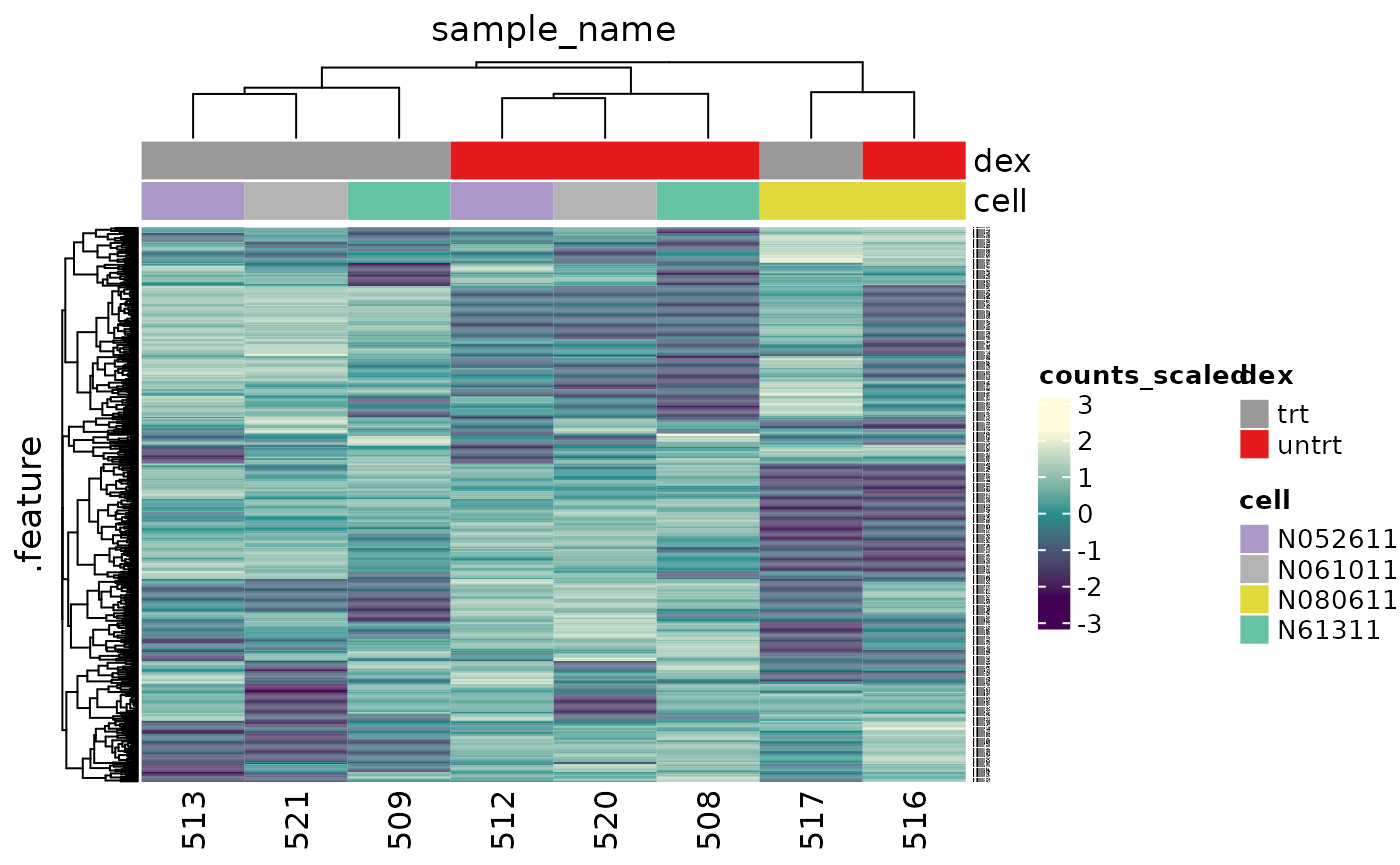 sample_name
dex
cell
.feature
513 521 509 512 520 508 517 516
counts_scaled
3
2
1
0
-1
-2
-3
dex
trt
untrt
cell
N052611
N061011
N080611
N61311